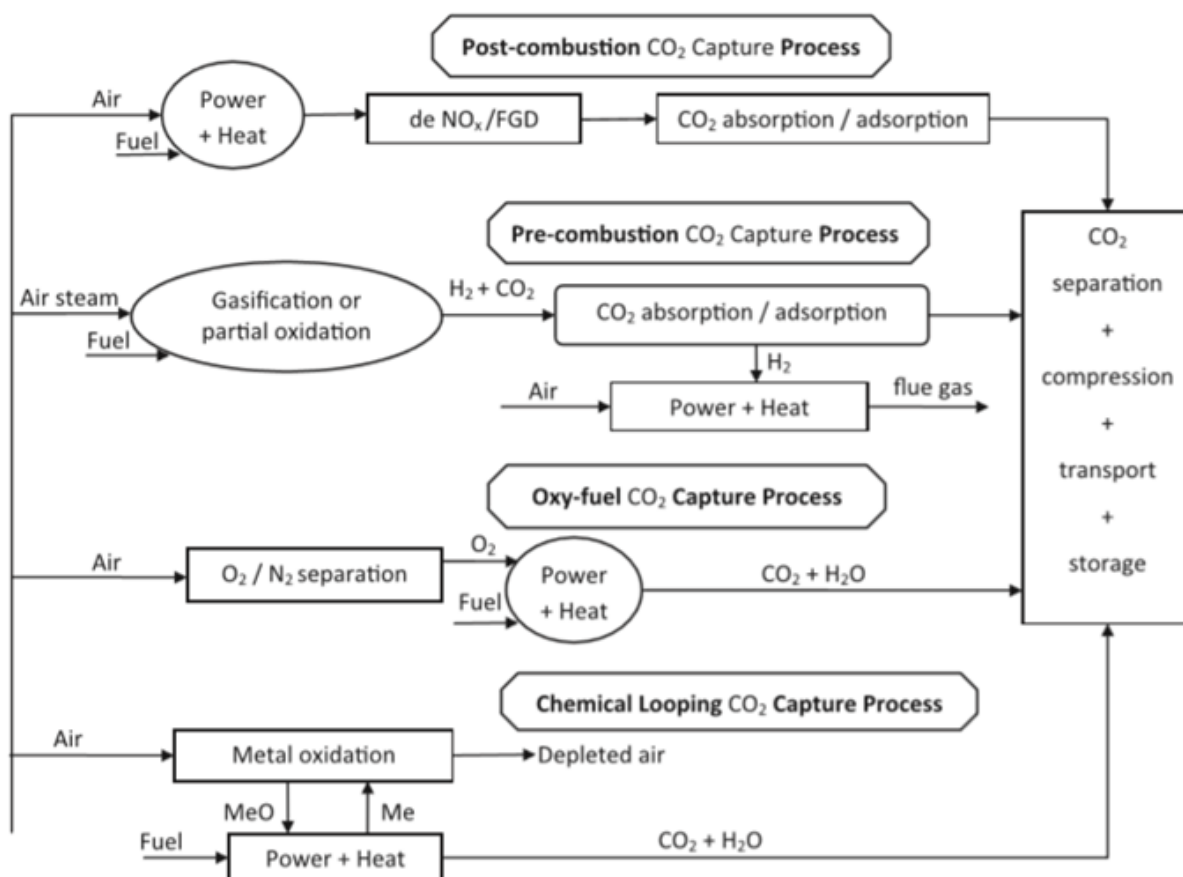 Post-combustion CO₂ Capture Process
Air
Power
+ Heat
Fuel
de NOₓ/FGD
CO₂ absorption / adsorption
Pre-combustion CO₂ Capture Process
Air steam
Gasification or
partial oxidation
Fuel
H₂ + CO₂
CO₂ absorption / adsorption
H₂
Air
Power + Heat
flue gas
CO₂
separation
+
compression
+
transport
+
storage
Oxy-fuel CO₂ Capture Process
Air
O₂ / N₂ separation
O₂
Fuel
Power
+ Heat
CO₂ + H₂O
Chemical Looping CO₂ Capture Process
Air
Metal oxidation
Depleted air
MeO
Me
Fuel
Power + Heat
CO₂ + H₂O